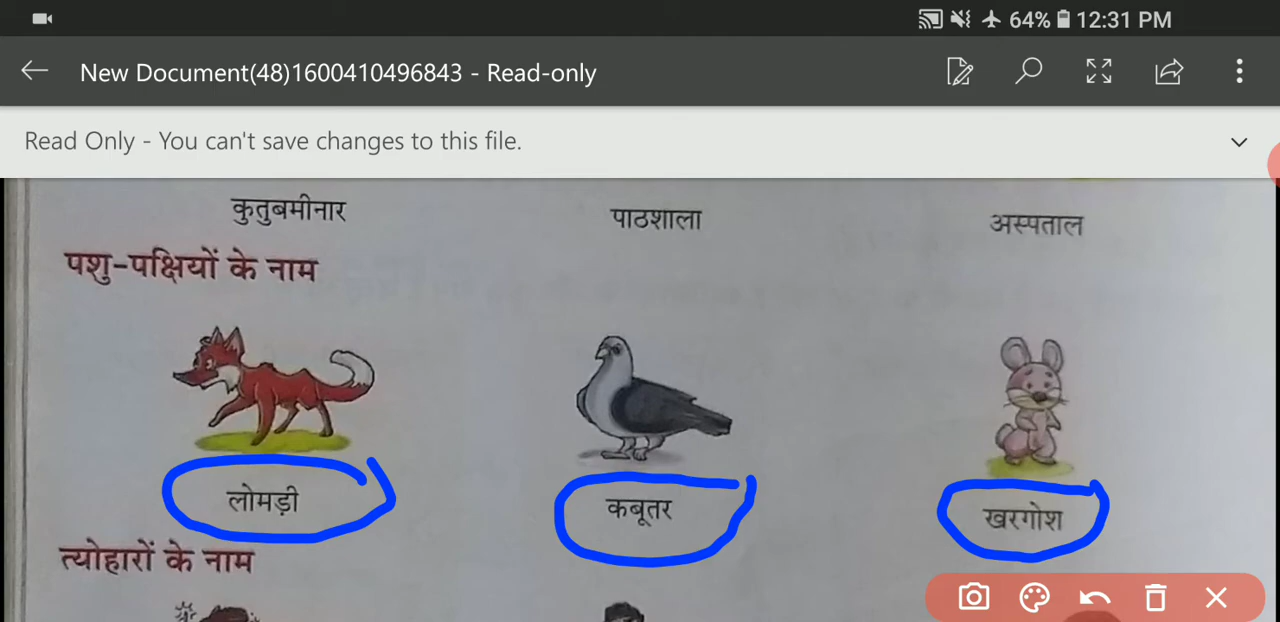 64% 12:31 PM
New Document(48)1600410496843 - Read-only
Read Only - You can't save changes to this file.
कुतुबमीनार पाठशाला अस्पताल
पशु-पक्षियों के नाम
लोमड़ी कबूतर खरगोश
त्योहारों के नाम